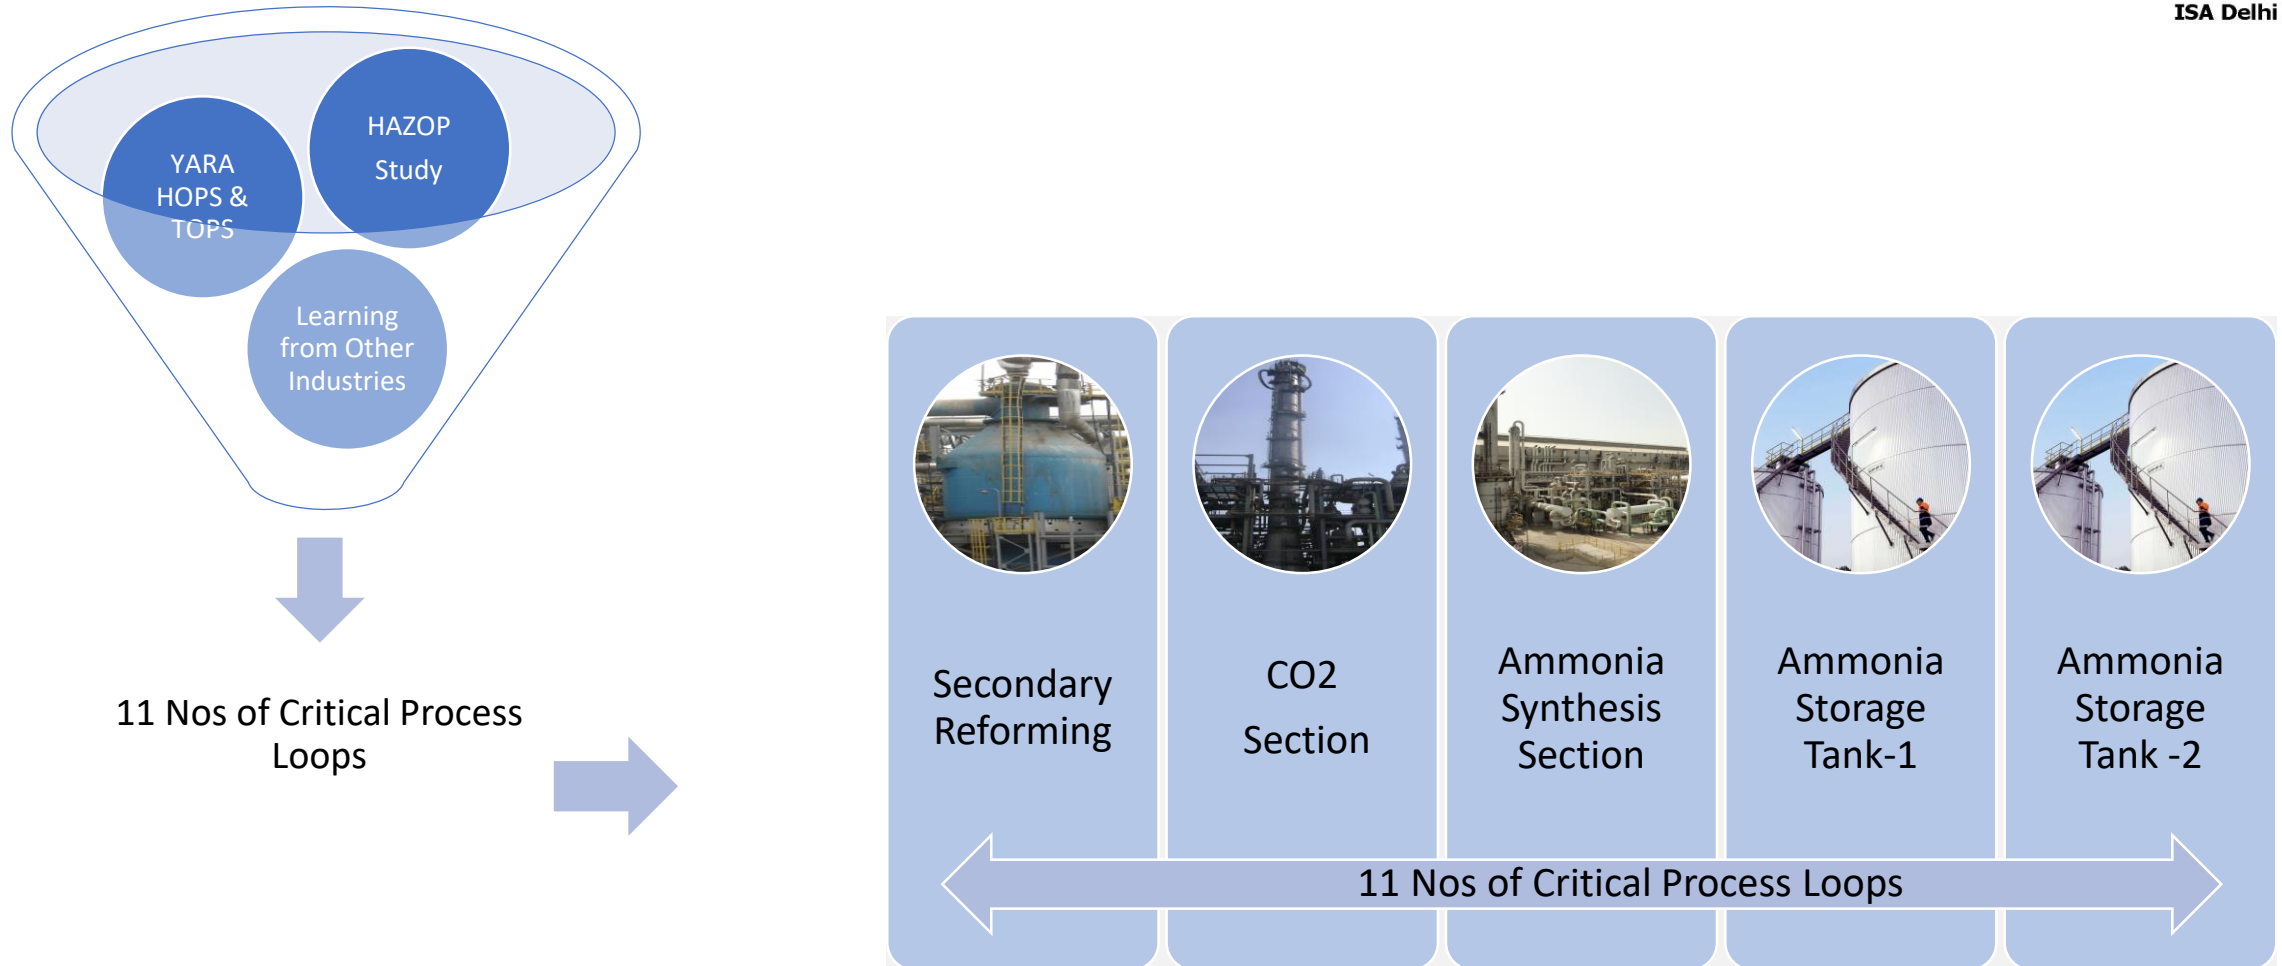 ISA Delhi
HAZOP
Study
YARA
HOPS &
TOPS
Learning
from Other
Industries
11 Nos of Critical Process
Loops
Secondary
Reforming
CO2
Section
Ammonia
Synthesis
Section
Ammonia
Storage
Tank-1
Ammonia
Storage
Tank -2
11 Nos of Critical Process Loops